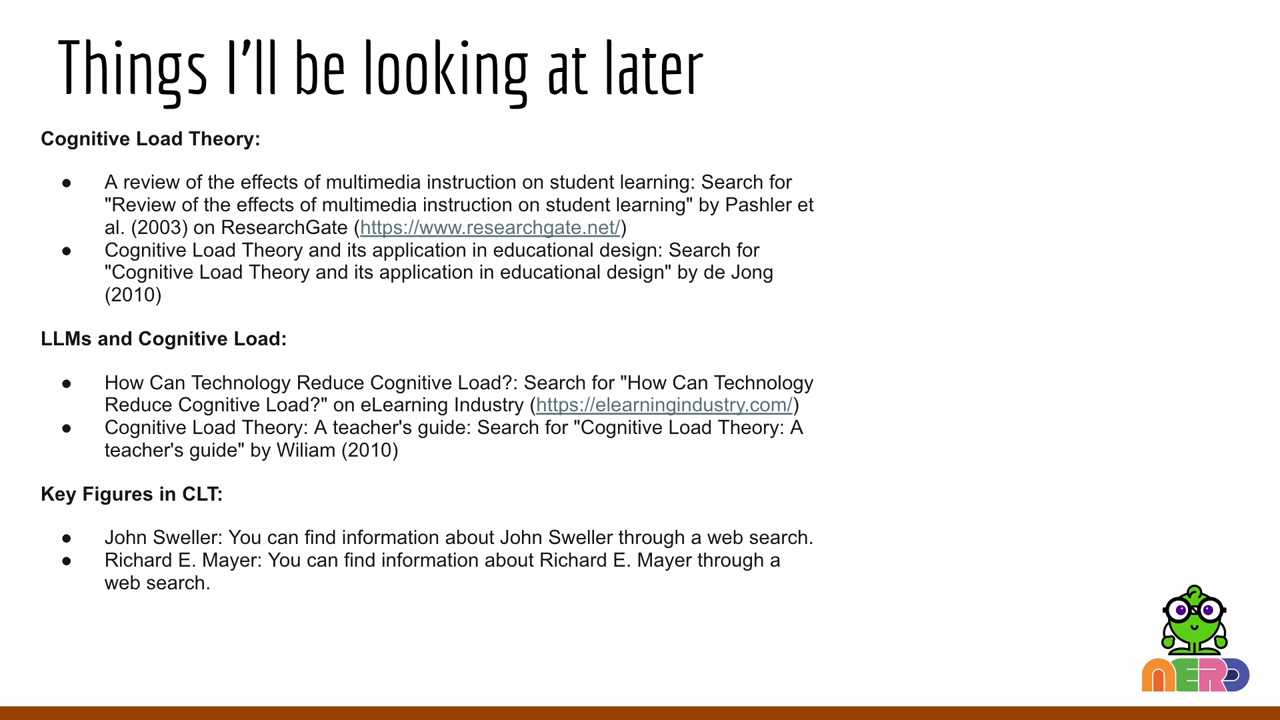 Things I'll be looking at later
Cognitive Load Theory:
● A review of the effects of multimedia instruction on student learning: Search for
"Review of the effects of multimedia instruction on student learning" by Pashler et
al. (2003) on ResearchGate (https://www.researchgate.net/)
● Cognitive Load Theory and its application in educational design: Search for
"Cognitive Load Theory and its application in educational design" by de Jong
(2010)
LLMs and Cognitive Load:
● How Can Technology Reduce Cognitive Load?: Search for "How Can Technology
Reduce Cognitive Load?" on eLearning Industry (https://elearningindustry.com/)
● Cognitive Load Theory: A teacher's guide: Search for "Cognitive Load Theory: A
teacher's guide" by Wiliam (2010)
Key Figures in CLT:
● John Sweller: You can find information about John Sweller through a web search.
● Richard E. Mayer: You can find information about Richard E. Mayer through a
web search.
NERD